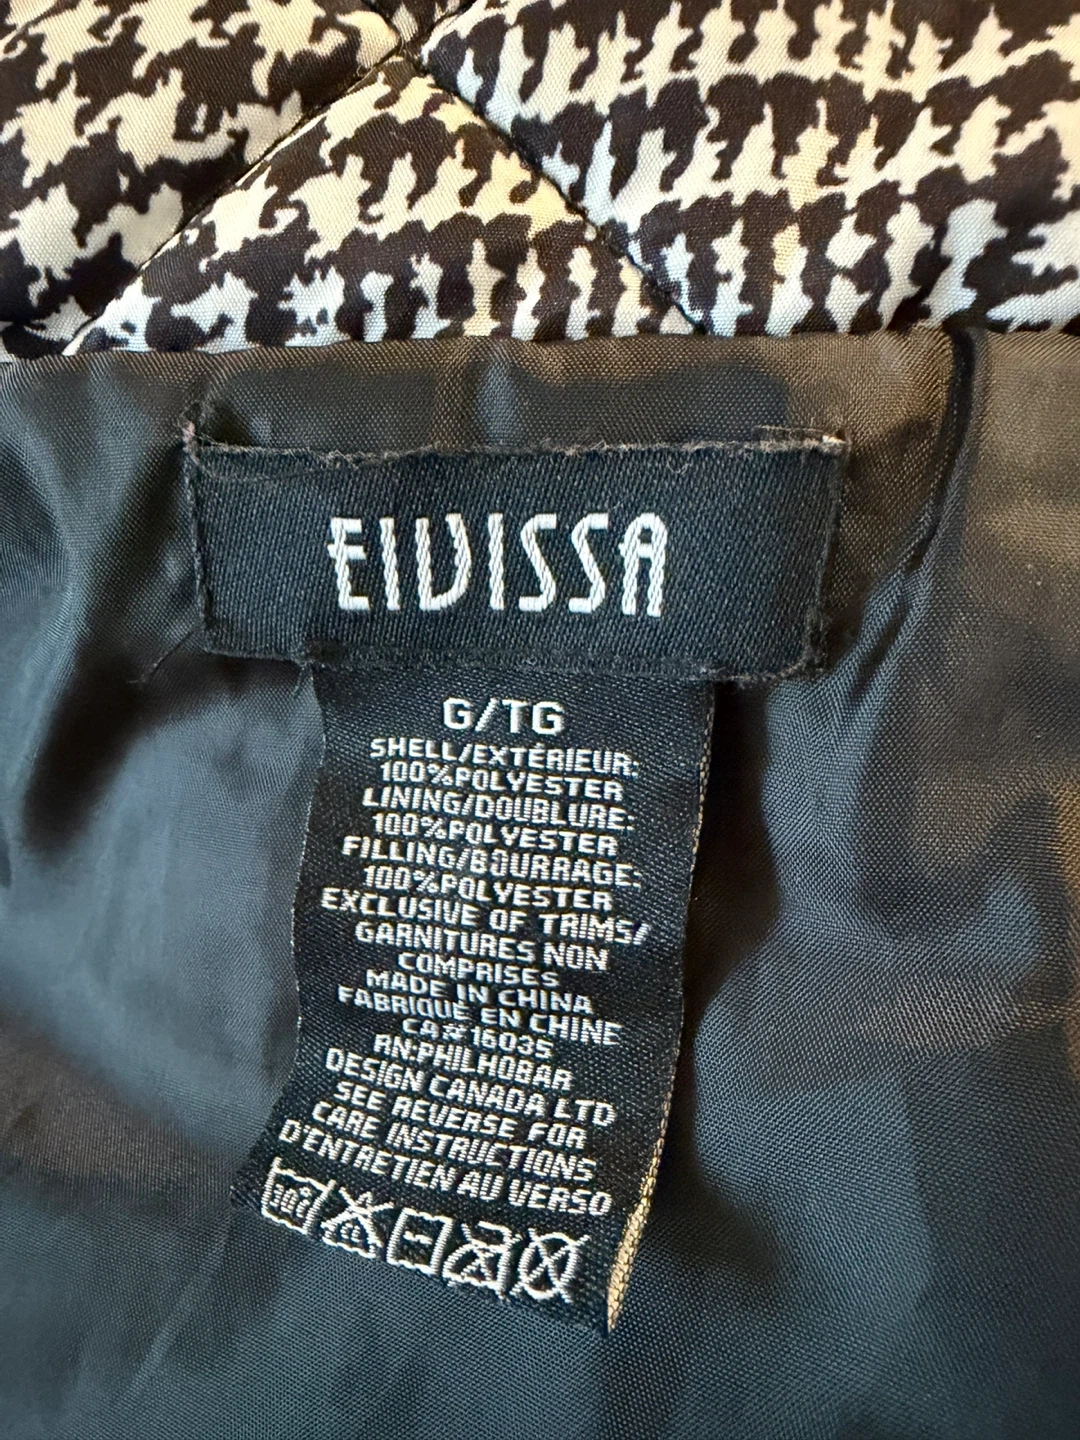 EIVISSA
G/TG
SHELL/EXTÉRIEUR:
100%POLYESTER
LINING/DOUBLURE:
100%POLYESTER
FILLING/BOURRAGE:
100%POLYESTER
EXCLUSIVE OF TRIMS/
GARNITURES NON
COMPRISES
MADE IN CHINA
FABRIQUÉ EN CHINE
CA#16035
RN:PHILHOBAR
DESIGN CANADA LTD
SEE REVERSE FOR
CARE INSTRUCTIONS
D'ENTRETIEN AU VERSO